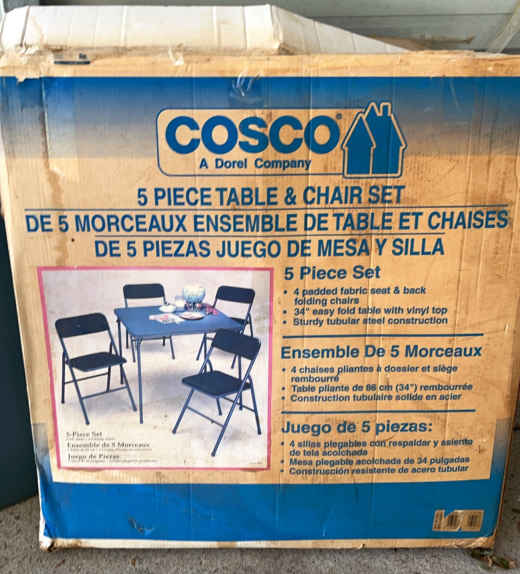 COSCO®
A Dorel Company
5 PIECE TABLE & CHAIR SET
DE 5 MORCEAUX ENSEMBLE DE TABLE ET CHAISES
DE 5 PIEZAS JUEGO DE MESA Y SILLA
5 Piece Set
• 4 padded fabric seat & back
folding chairs
• 34" easy fold table with vinyl top
• Sturdy tubular steel construction
Ensemble De 5 Morceaux
• 4 chaises pliantes à dossier et siège
rembourré
• Table pliante de 86 cm (34") rembourrée
• Construction tubulaire solide en acier
Juego de 5 piezas:
• 4 sillas plegables con respaldar y asiento
de tela acolchada
• Mesa plegable acolchada de 34 pulgadas
• Construcción resistente de acero tubular
5-Piece Set
Ensemble de 5 Morceaux
Juego de Piezas